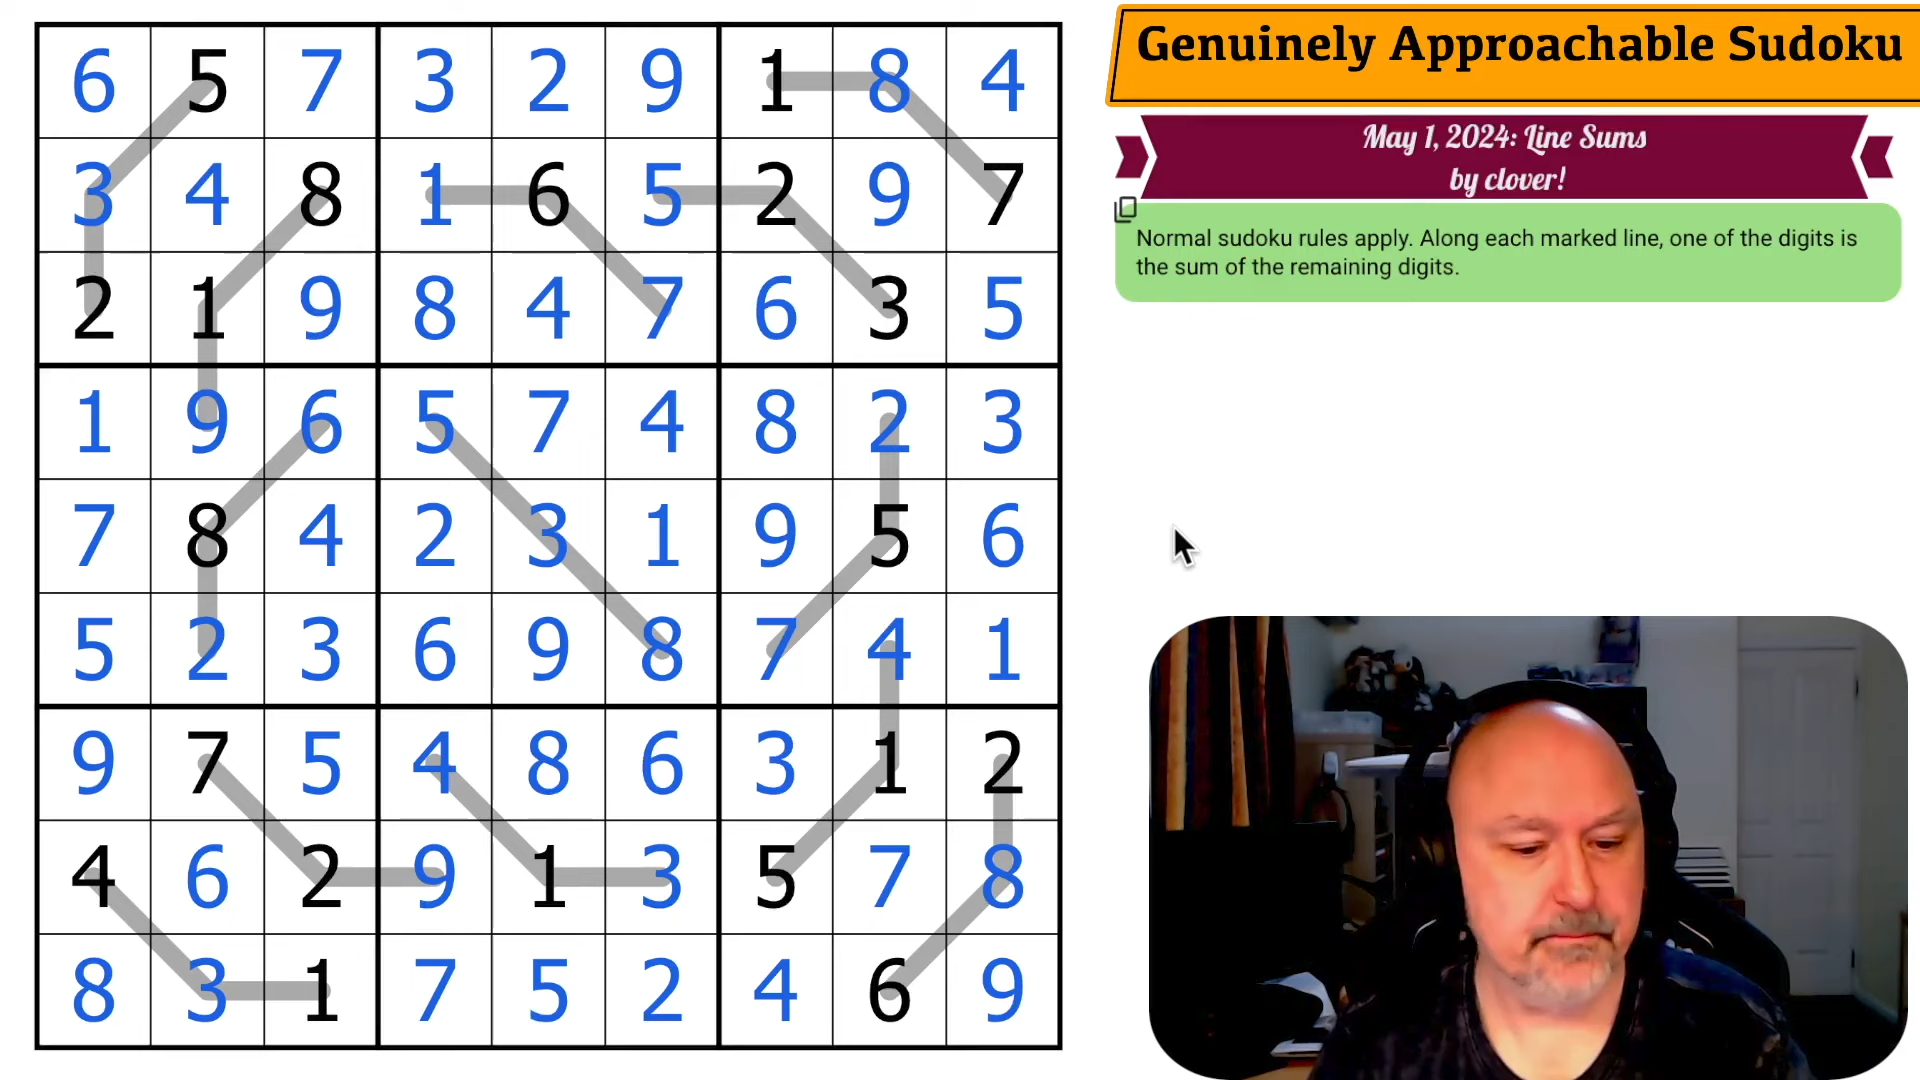 Genuinely Approachable Sudoku
May 1, 2024: Line Sums
by clover!
Normal sudoku rules apply. Along each marked line, one of the digits is
the sum of the remaining digits.
6 5 7 3 2 9 1 8 4
3 4 8 1 6 5 2 9 7
2 1 9 8 4 7 6 3 5
1 9 6 5 7 4 8 2 3
7 8 4 2 3 1 9 5 6
5 2 3 6 9 8 7 4 1
9 7 5 4 8 6 3 1 2
4 6 2 9 1 3 5 7 8
8 3 1 7 5 2 4 6 9